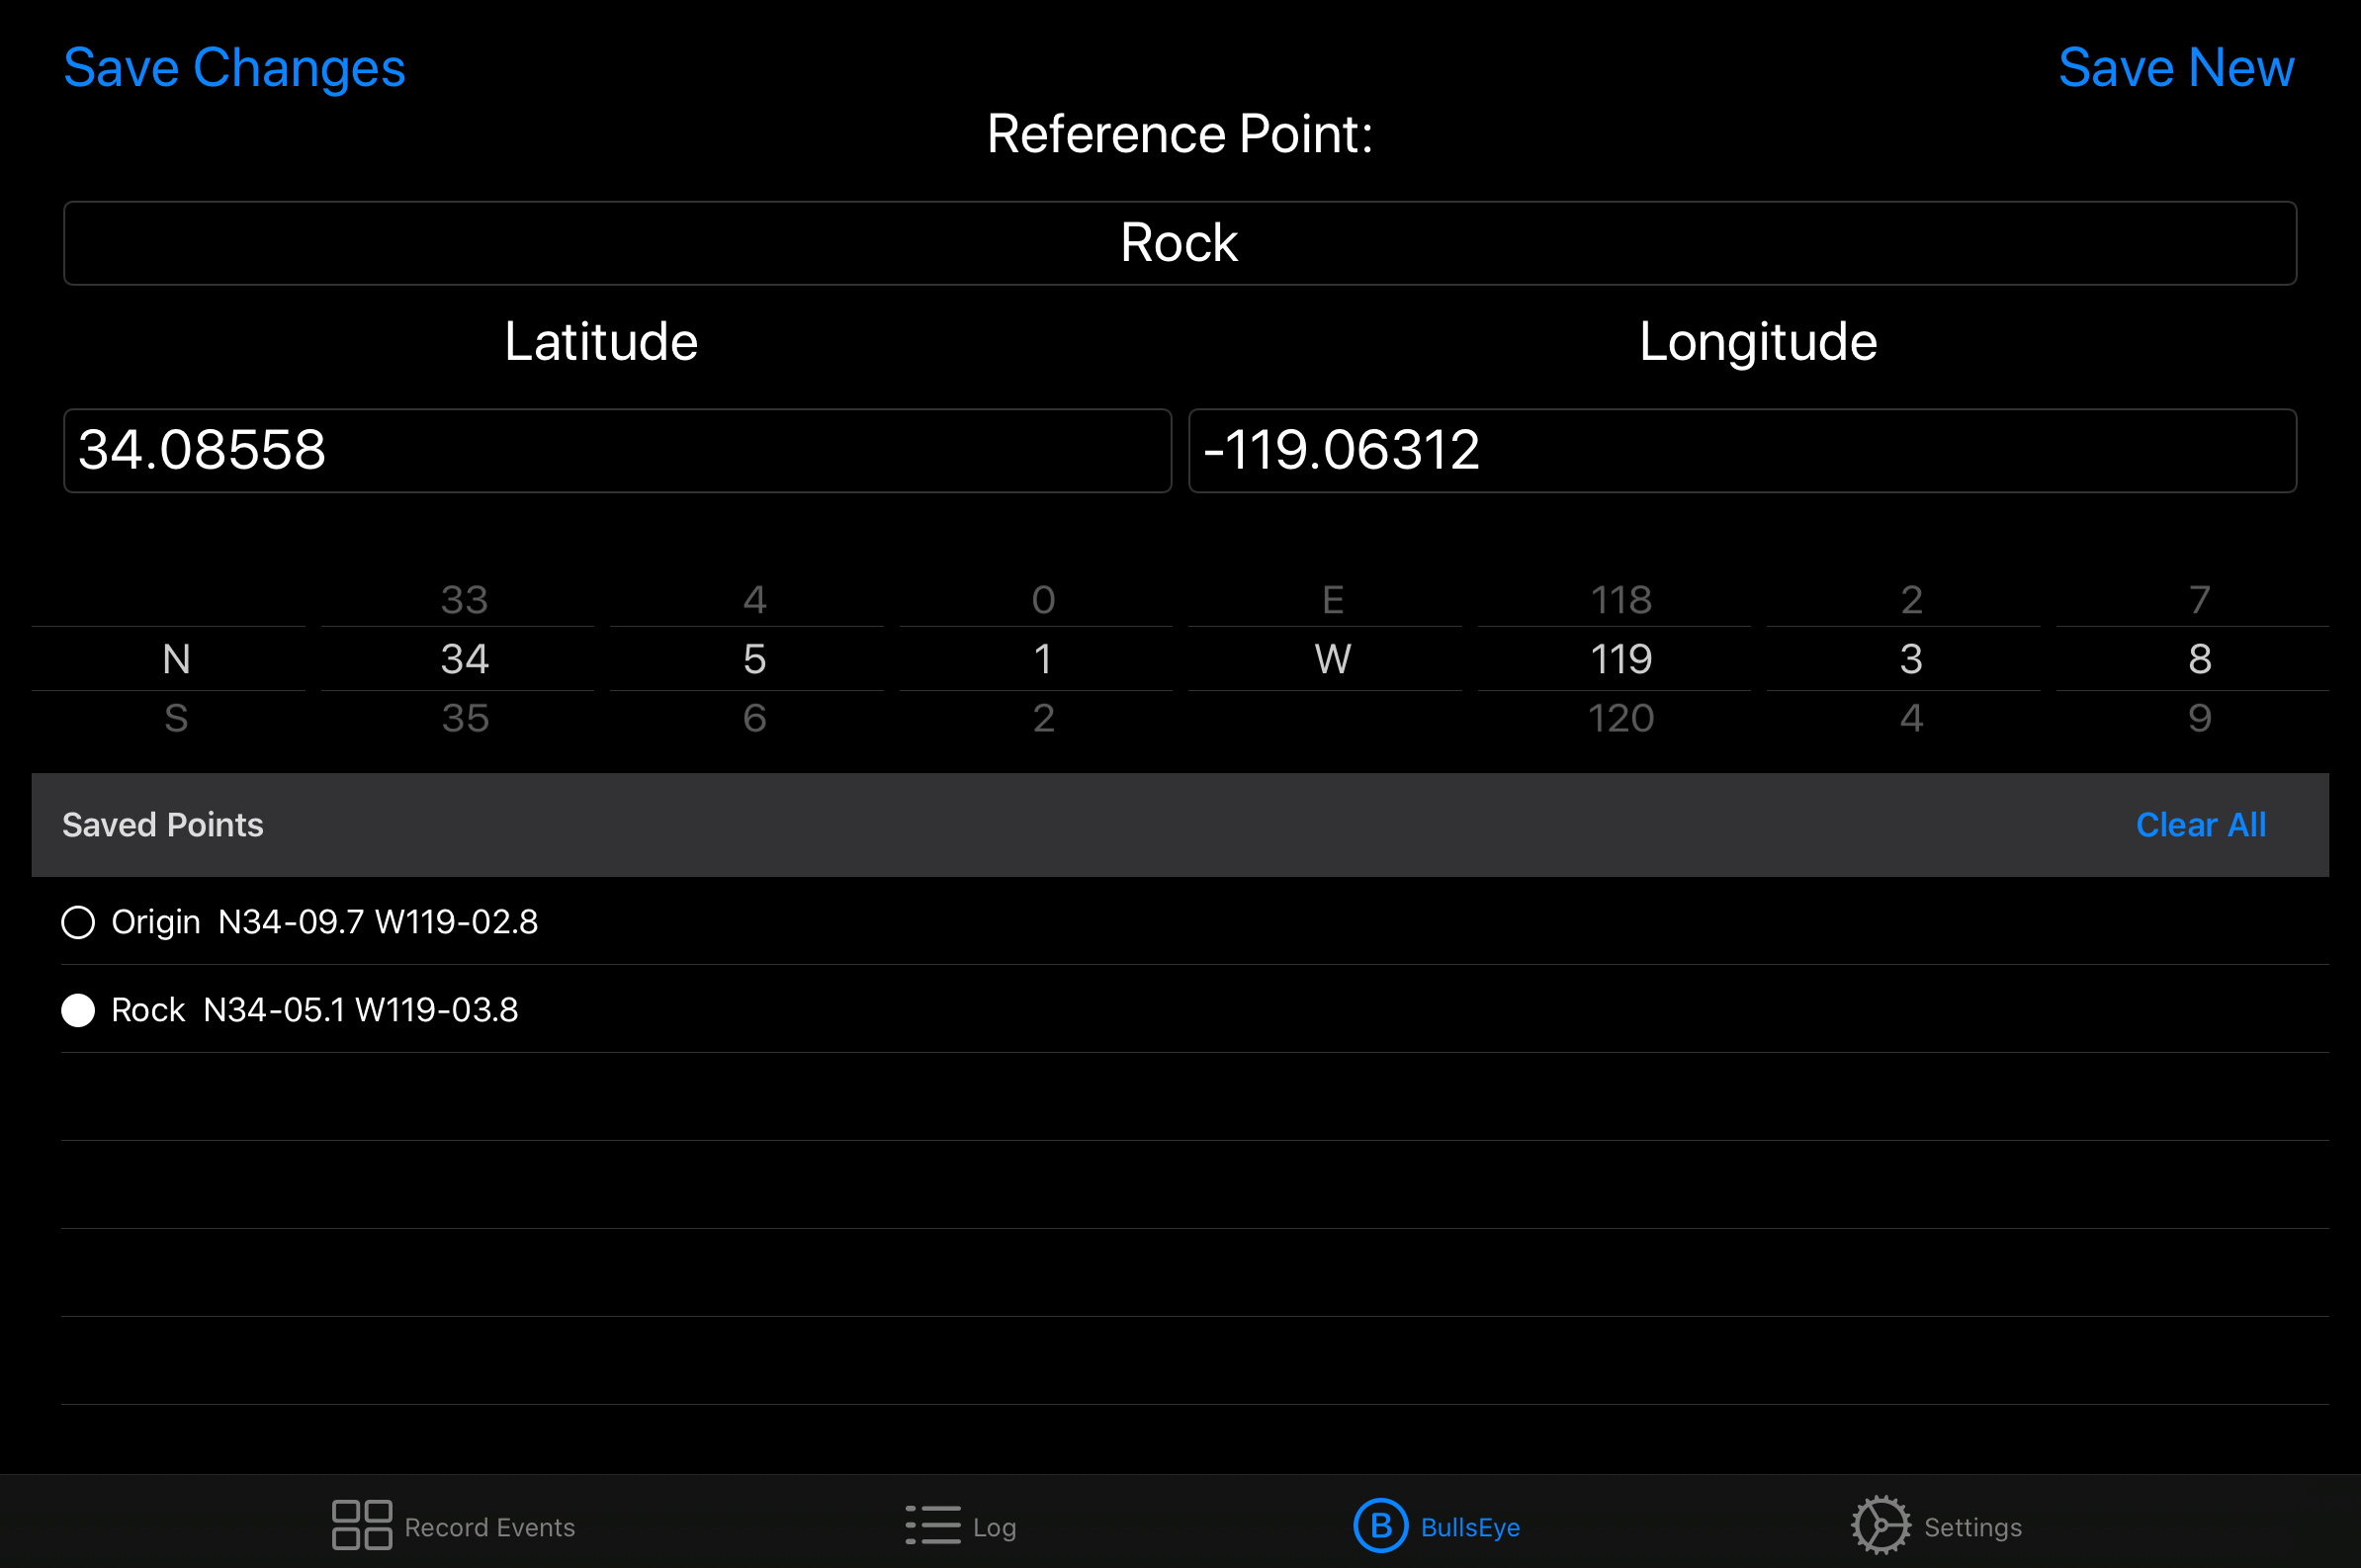 Save Changes Save New
Reference Point:
Rock
Latitude Longitude
34.08558 -119.06312
33 4 0 E 118 2 7
N 34 5 1 W 119 3 8
S 35 6 2 120 4 9
Saved Points Clear All
Origin N34-09.7 W119-02.8
Rock N34-05.1 W119-03.8
Record Events Log B BullsEye Settings